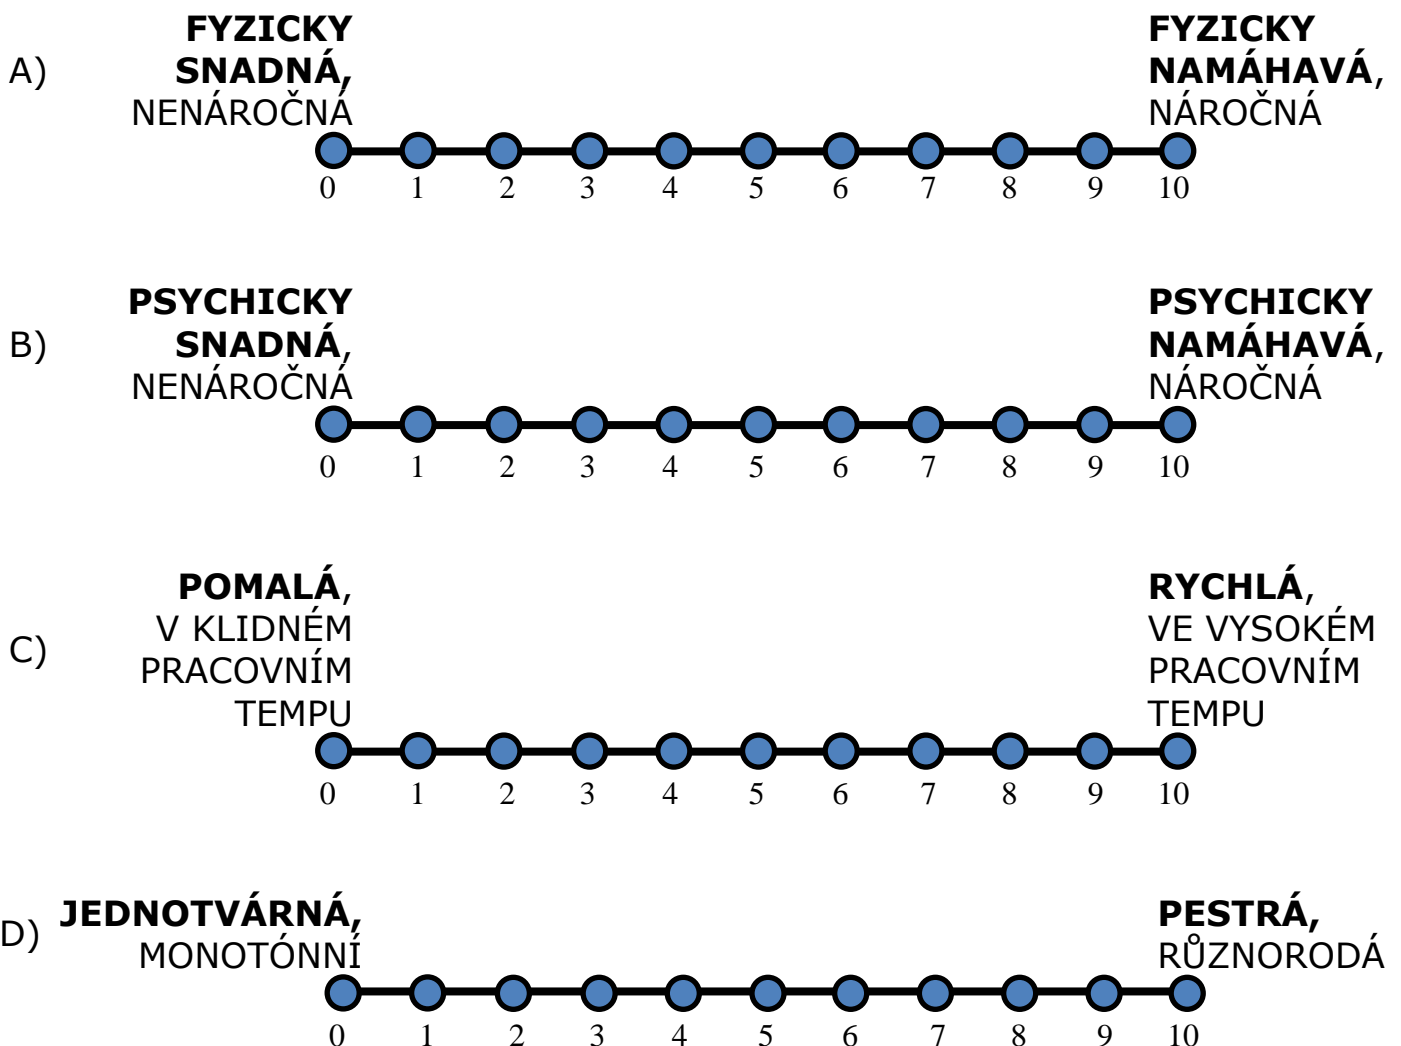 A)
FYZICKY
SNADNÁ,
NENÁROČNÁ
FYZICKY
NAMÁHAVÁ,
NÁROČNÁ
0 1 2 3 4 5 6 7 8 9 10
B)
PSYCHICKY
SNADNÁ,
NENÁROČNÁ
PSYCHICKY
NAMÁHAVÁ,
NÁROČNÁ
0 1 2 3 4 5 6 7 8 9 10
C)
POMALÁ,
V KLIDNÉM
PRACOVNÍM
TEMPU
RYCHLÁ,
VE VYSOKÉM
PRACOVNÍM
TEMPU
0 1 2 3 4 5 6 7 8 9 10
D)
JEDNOTVÁRNÁ,
MONOTÓNNÍ
PESTRÁ,
RŮZNORODÁ
0 1 2 3 4 5 6 7 8 9 10